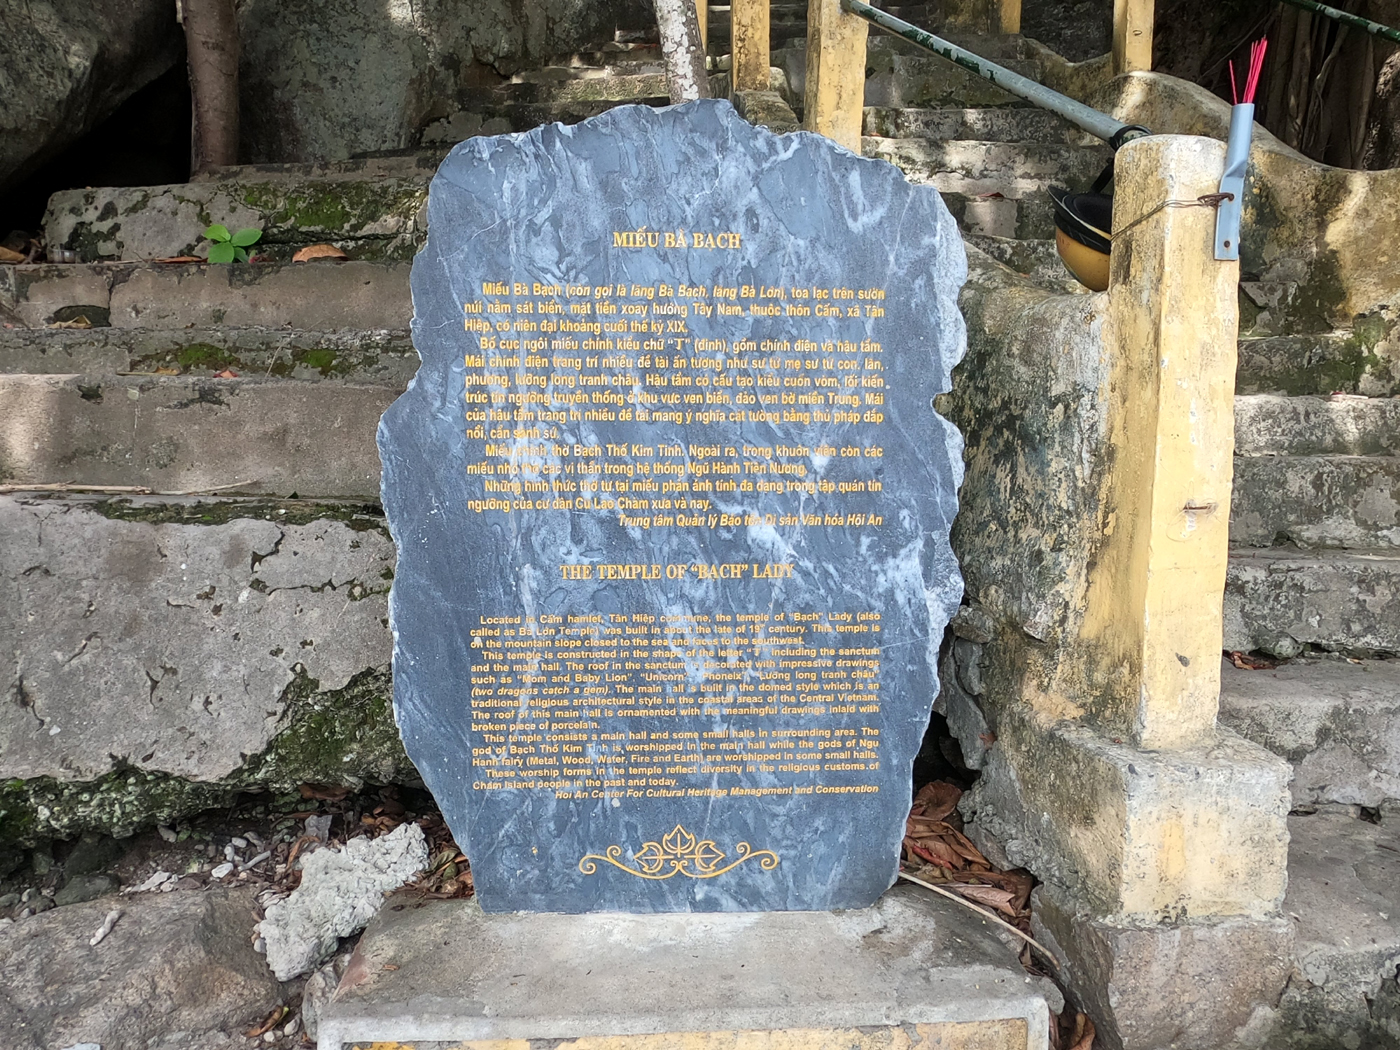 MIẾU BÀ BẠCH
Miếu Bà Bạch (còn gọi là lăng Bà Bạch, lăng Bà Lớn), tọa lạc trên sườn
núi nằm sát biển, mặt tiền xoay hướng Tây Nam, thuộc thôn Cấm, xã Tân
Hiệp, có niên đại khoảng cuối thế kỷ XIX.
Bố cục ngôi miếu chính kiểu chữ “丁” (đinh), gồm chính điện và hậu tẩm.
Mái chính điện trang trí nhiều đề tài ấn tượng như sư tử mẹ sư tử con, lân,
phượng, lưỡng long tranh châu. Hậu tẩm có cấu tạo kiểu cuốn vòm, lối kiến
trúc tín ngưỡng truyền thống ở khu vực ven biển, đảo ven bờ miền Trung. Mái
của hậu tẩm trang trí nhiều đề tài mang ý nghĩa cát tường bằng thủ pháp đắp
nổi, cẩn sành sứ.
Miếu chính thờ Bạch Thố Kim Tinh. Ngoài ra, trong khuôn viên còn các
miếu nhỏ thờ các vị thần trong hệ thống Ngũ Hành Tiên Nương.
Những hình thức thờ tự tại miếu phản ánh tính đa dạng trong tập quán tín
ngưỡng của cư dân Cù Lao Chàm xưa và nay.
Trung tâm Quản lý Bảo tồn Di sản Văn hóa Hội An
THE TEMPLE OF “BẠCH” LADY
Located in Cấm hamlet, Tân Hiệp commune, the temple of “Bạch” Lady (also
called as Bà Lớn Temple) was built in about the late of 19th century. This temple is
on the mountain slope closed to the sea and faces to the southwest.
This temple is constructed in the shape of the letter “丁” including the sanctum
and the main hall. The roof in the sanctum is decorated with impressive drawings
such as “Mom and Baby Lion”, “Unicorn”, “Phoneix”, “Lưỡng long tranh châu”
(two dragons catch a gem). The main hall is built in the domed style which is an
traditional religious architectural style in the coastal areas of the Central Vietnam.
The roof of this main hall is ornamented with the meaningful drawings inlaid with
broken piece of porcelain.
This temple consists a main hall and some small halls in surrounding area. The
god of Bạch Thố Kim Tinh is worshipped in the main hall while the gods of Ngu
Hanh fairy (Metal, Wood, Water, Fire and Earth) are worshipped in some small halls.
These worship forms in the temple reflect diversity in the religious customs of
Chàm Island people in the past and today.
Hoi An Center For Cultural Heritage Management and Conservation